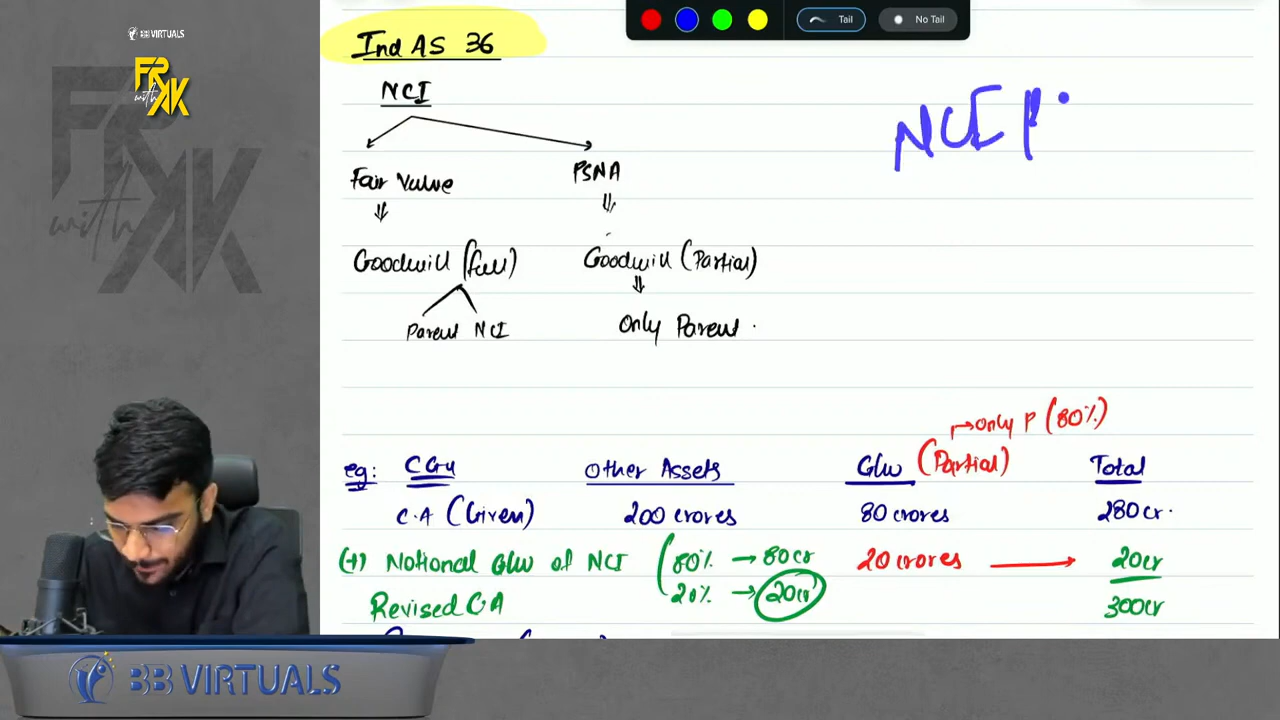 BB VIRTUALS
FR
with
AK
FR
with
AK
Tail
No Tail
Ind AS 36
NCI
NCI
Fair Value
PSNA
Goodwill (full)
Goodwill (Partial)
Parent NCI
Only Parent.
→only P (80%)
eg: CGU Other Assets G/w (Partial) Total
C.A (Given) 200 crores 80 crores 280 cr.
(+) Notional G/w of NCI 80% → 80 cr 20 crores → 20 cr
20% → 20 cr
Revised CA 300 cr
BB VIRTUALS